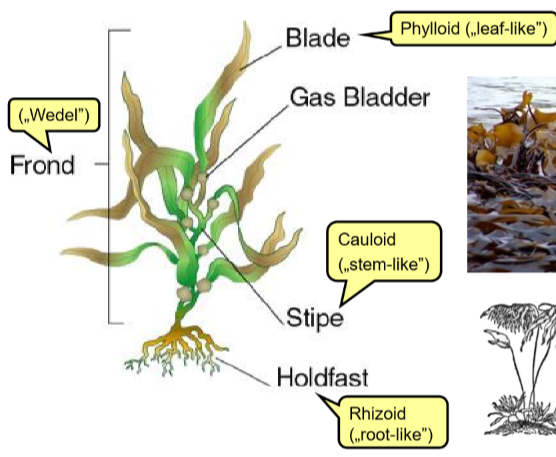 Blade
Phylloid („leaf-like”)
Gas Bladder
(„Wedel”)
Frond
Cauloid
(„stem-like”)
Stipe
Holdfast
Rhizoid
(„root-like”)